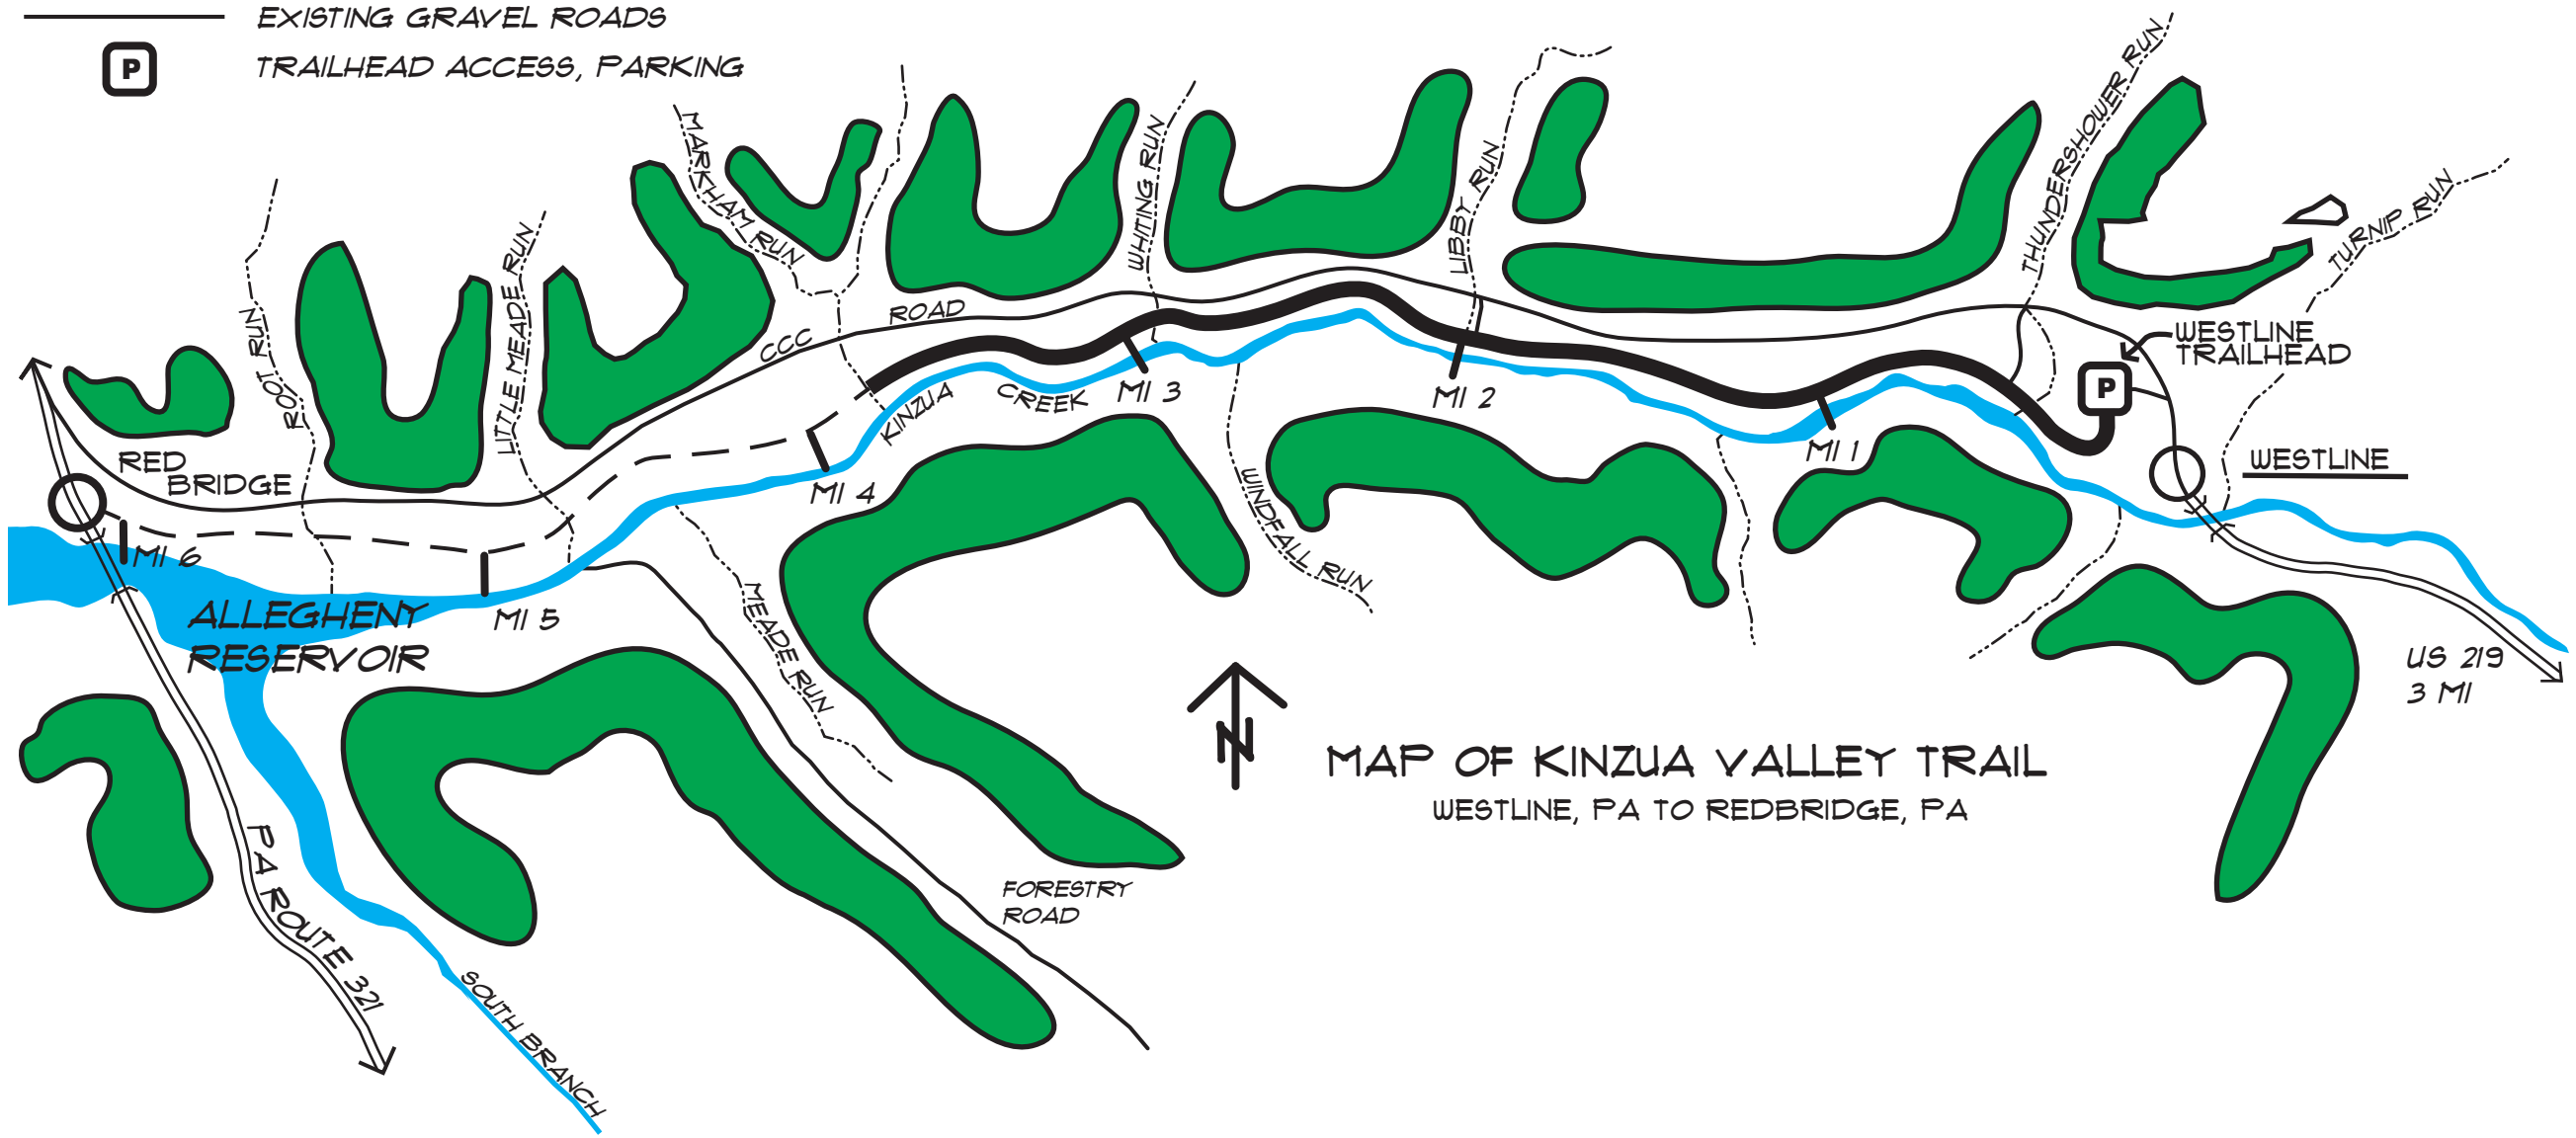 EXISTING GRAVEL ROADS
P
TRAILHEAD ACCESS, PARKING
THUNDERSHOWER RUN
MARKHAM RUN
WHITING RUN
LIBBY RUN
TURNIP RUN
LITTLE MEADE RUN
ROOT RUN
CCC
ROAD
WESTLINE
TRAILHEAD
P
KINZUA
CREEK
MI 3
MI 2
MI 1
WESTLINE
RED
BRIDGE
MI 4
WINDFALL RUN
MI 6
ALLEGHENY
RESERVOIR
MI 5
MEADE RUN
US 219
3 MI
N
MAP OF KINZUA VALLEY TRAIL
WESTLINE, PA TO REDBRIDGE, PA
PA ROUTE 321
FORESTRY
ROAD
SOUTH BRANCH